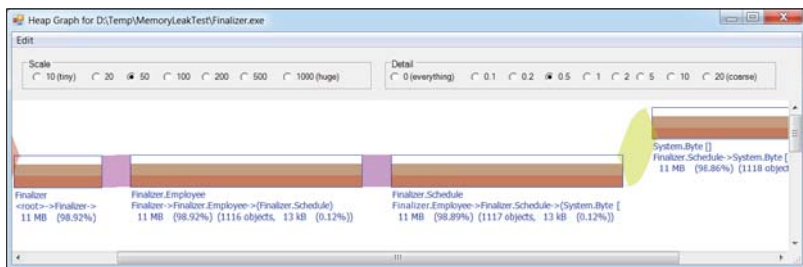 Heap Graph for D:\Temp\MemoryLeakTest\Finalizer.exe
Edit
Scale
10 (tiny) 20 50 100 200 500 1000 (huge)
Detail
0 (everything) 0.1 0.2 0.5 1 2 5 10 20 (coarse)
System.Byte []
Finalizer.Schedule->System.Byte [
11 MB (98.86%) (1118 object
Finalizer
<root>->Finalizer->
11 MB (98.92%)
Finalizer.Employee
Finalizer->Finalizer.Employee->(Finalizer.Schedule)
11 MB (98.92%) (1116 objects, 13 kB (0.12%))
Finalizer.Schedule
Finalizer.Employee->Finalizer.Schedule->(System.Byte [
11 MB (98.89%) (1117 objects, 13 kB (0.12%))